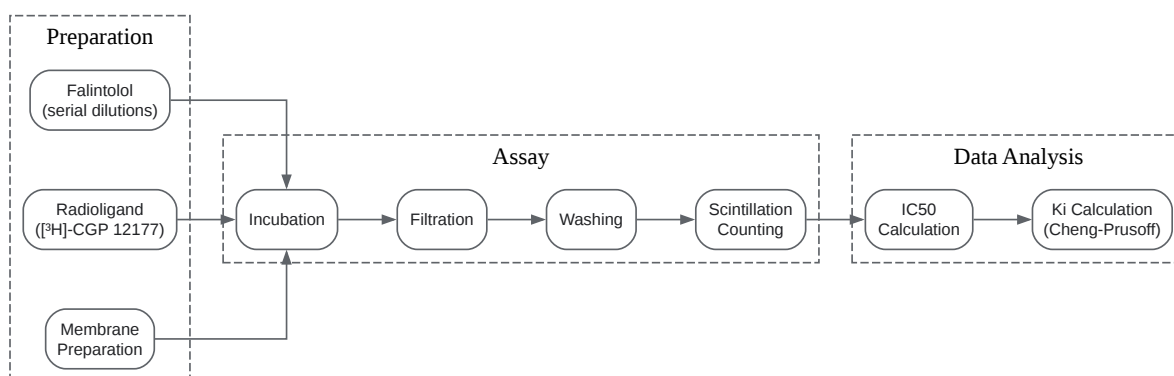 Preparation
Falintolol
(serial dilutions)
Radioligand
([³H]-CGP 12177)
Membrane
Preparation
Assay
Incubation
Filtration
Washing
Scintillation
Counting
Data Analysis
IC50
Calculation
Ki Calculation
(Cheng-Prusoff)